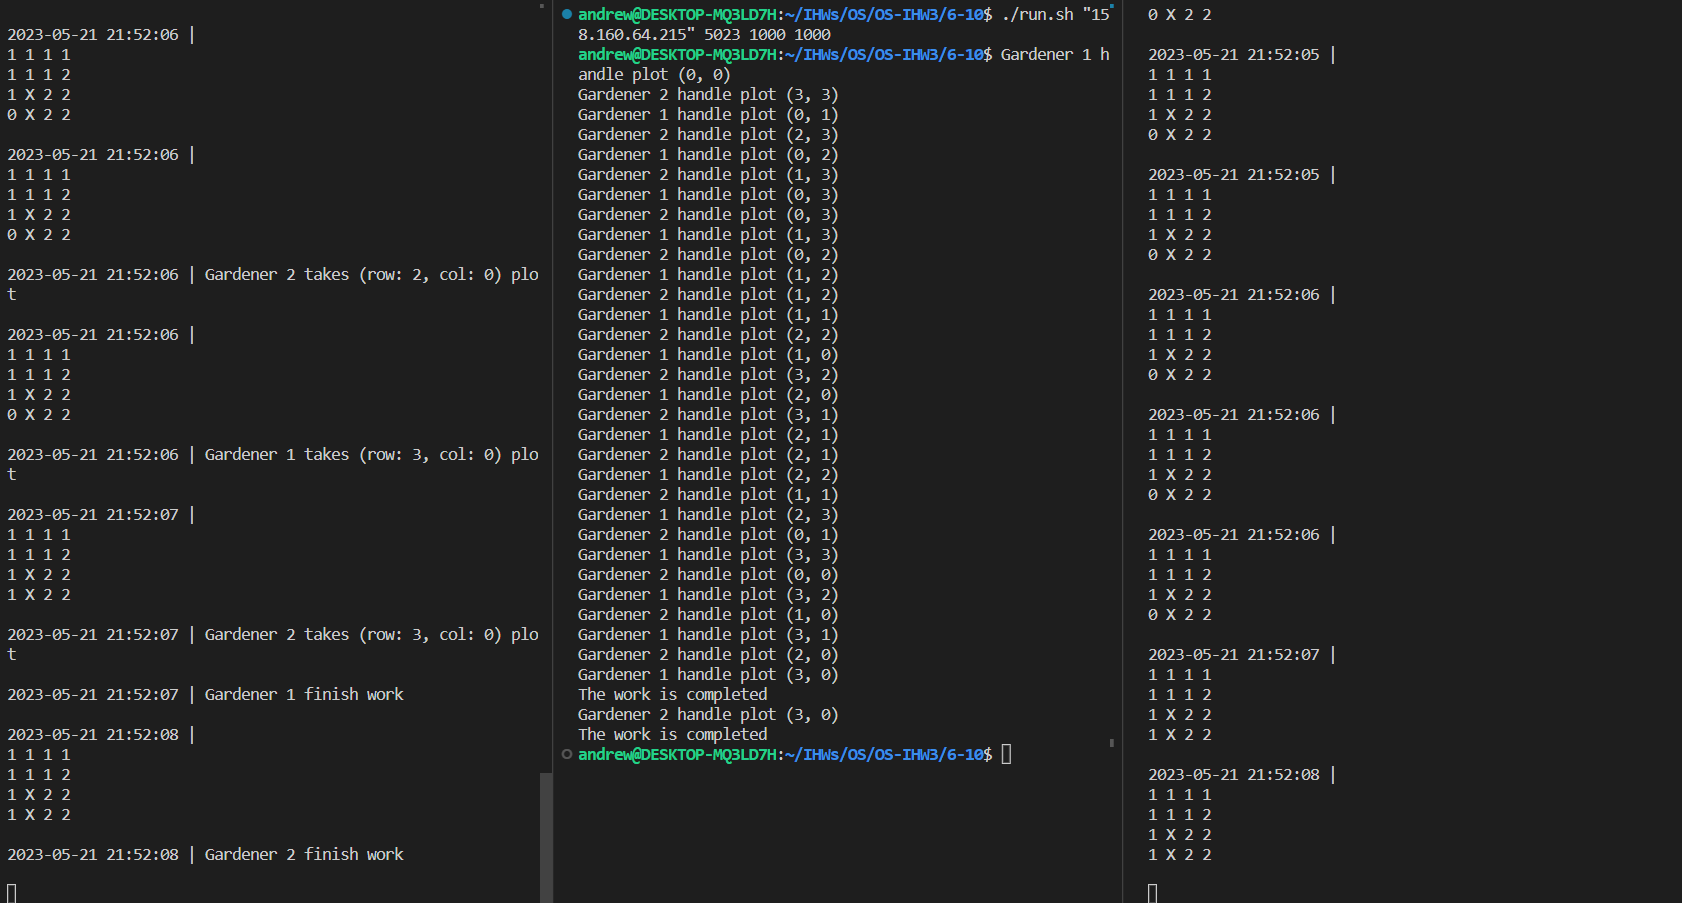 2023-05-21 21:52:06 |
1 1 1 1
1 1 1 2
1 X 2 2
0 X 2 2
2023-05-21 21:52:06 |
1 1 1 1
1 1 1 2
1 X 2 2
0 X 2 2
2023-05-21 21:52:06 | Gardener 2 takes (row: 2, col: 0) plo
t
2023-05-21 21:52:06 |
1 1 1 1
1 1 1 2
1 X 2 2
0 X 2 2
2023-05-21 21:52:06 | Gardener 1 takes (row: 3, col: 0) plo
t
2023-05-21 21:52:07 |
1 1 1 1
1 1 1 2
1 X 2 2
1 X 2 2
2023-05-21 21:52:07 | Gardener 2 takes (row: 3, col: 0) plo
t
2023-05-21 21:52:07 | Gardener 1 finish work
2023-05-21 21:52:08 |
1 1 1 1
1 1 1 2
1 X 2 2
1 X 2 2
2023-05-21 21:52:08 | Gardener 2 finish work
andrew@DESKTOP-MQ3LD7H:~/IHWs/OS/OS-IHW3/6-10$ ./run.sh "15
8.160.64.215" 5023 1000 1000
andrew@DESKTOP-MQ3LD7H:~/IHWs/OS/OS-IHW3/6-10$ Gardener 1 h
andle plot (0, 0)
Gardener 2 handle plot (3, 3)
Gardener 1 handle plot (0, 1)
Gardener 2 handle plot (2, 3)
Gardener 1 handle plot (0, 2)
Gardener 2 handle plot (1, 3)
Gardener 1 handle plot (0, 3)
Gardener 2 handle plot (0, 3)
Gardener 1 handle plot (1, 3)
Gardener 2 handle plot (0, 2)
Gardener 1 handle plot (1, 2)
Gardener 2 handle plot (1, 2)
Gardener 1 handle plot (1, 1)
Gardener 2 handle plot (2, 2)
Gardener 1 handle plot (1, 0)
Gardener 2 handle plot (3, 2)
Gardener 1 handle plot (2, 0)
Gardener 2 handle plot (3, 1)
Gardener 1 handle plot (2, 1)
Gardener 2 handle plot (2, 1)
Gardener 1 handle plot (2, 2)
Gardener 2 handle plot (1, 1)
Gardener 1 handle plot (2, 3)
Gardener 2 handle plot (0, 1)
Gardener 1 handle plot (3, 3)
Gardener 2 handle plot (0, 0)
Gardener 1 handle plot (3, 2)
Gardener 2 handle plot (1, 0)
Gardener 1 handle plot (3, 1)
Gardener 2 handle plot (2, 0)
Gardener 1 handle plot (3, 0)
The work is completed
Gardener 2 handle plot (3, 0)
The work is completed
andrew@DESKTOP-MQ3LD7H:~/IHWs/OS/OS-IHW3/6-10$
0 X 2 2
2023-05-21 21:52:05 |
1 1 1 1
1 1 1 2
1 X 2 2
0 X 2 2
2023-05-21 21:52:05 |
1 1 1 1
1 1 1 2
1 X 2 2
0 X 2 2
2023-05-21 21:52:06 |
1 1 1 1
1 1 1 2
1 X 2 2
0 X 2 2
2023-05-21 21:52:06 |
1 1 1 1
1 1 1 2
1 X 2 2
0 X 2 2
2023-05-21 21:52:06 |
1 1 1 1
1 1 1 2
1 X 2 2
0 X 2 2
2023-05-21 21:52:07 |
1 1 1 1
1 1 1 2
1 X 2 2
1 X 2 2
2023-05-21 21:52:08 |
1 1 1 1
1 1 1 2
1 X 2 2
1 X 2 2